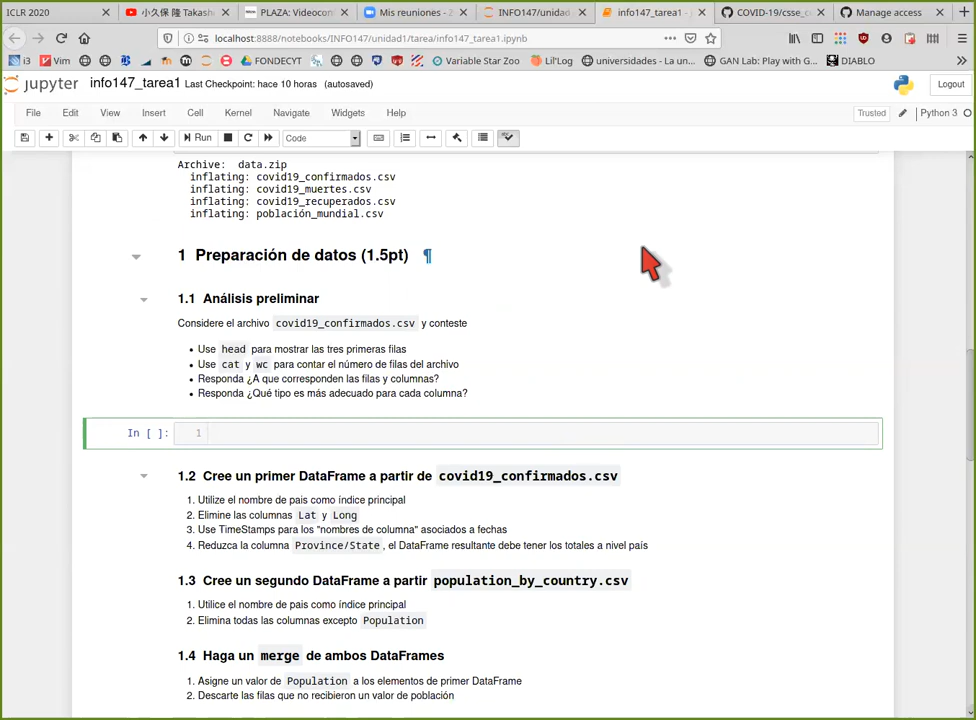 ICLR 2020
小久保 隆 Takash
PLAZA: Videoconf
Mis reuniones - Z
INFO147/unidad
info147_tarea1 - J
COVID-19/csse_c
Manage access
localhost:8888/notebooks/INFO147/unidad1/tarea/info147_tarea1.ipynb
i3
Vim
FONDECYT
Variable Star Zoo
Lil'Log
universidades - La un...
GAN Lab: Play with G...
DIABLO
jupyter info147_tarea1 Last Checkpoint: hace 10 horas (autosaved)
Logout
File Edit View Insert Cell Kernel Navigate Widgets Help
Trusted
Python 3
Run
Code
Archive: data.zip
inflating: covid19_confirmados.csv
inflating: covid19_muertes.csv
inflating: covid19_recuperados.csv
inflating: población_mundial.csv
1 Preparación de datos (1.5pt) ¶
1.1 Análisis preliminar
Considere el archivo covid19_confirmados.csv y conteste
• Use head para mostrar las tres primeras filas
• Use cat y wc para contar el número de filas del archivo
• Responda ¿A que corresponden las filas y columnas?
• Responda ¿Qué tipo es más adecuado para cada columna?
In [ ]: 1
1.2 Cree un primer DataFrame a partir de covid19_confirmados.csv
1. Utilize el nombre de pais como índice principal
2. Elimine las columnas Lat y Long
3. Use TimeStamps para los "nombres de columna" asociados a fechas
4. Reduzca la columna Province/State, el DataFrame resultante debe tener los totales a nivel país
1.3 Cree un segundo DataFrame a partir population_by_country.csv
1. Utilice el nombre de pais como índice principal
2. Elimina todas las columnas excepto Population
1.4 Haga un merge de ambos DataFrames
1. Asigne un valor de Population a los elementos de primer DataFrame
2. Descarte las filas que no recibieron un valor de población